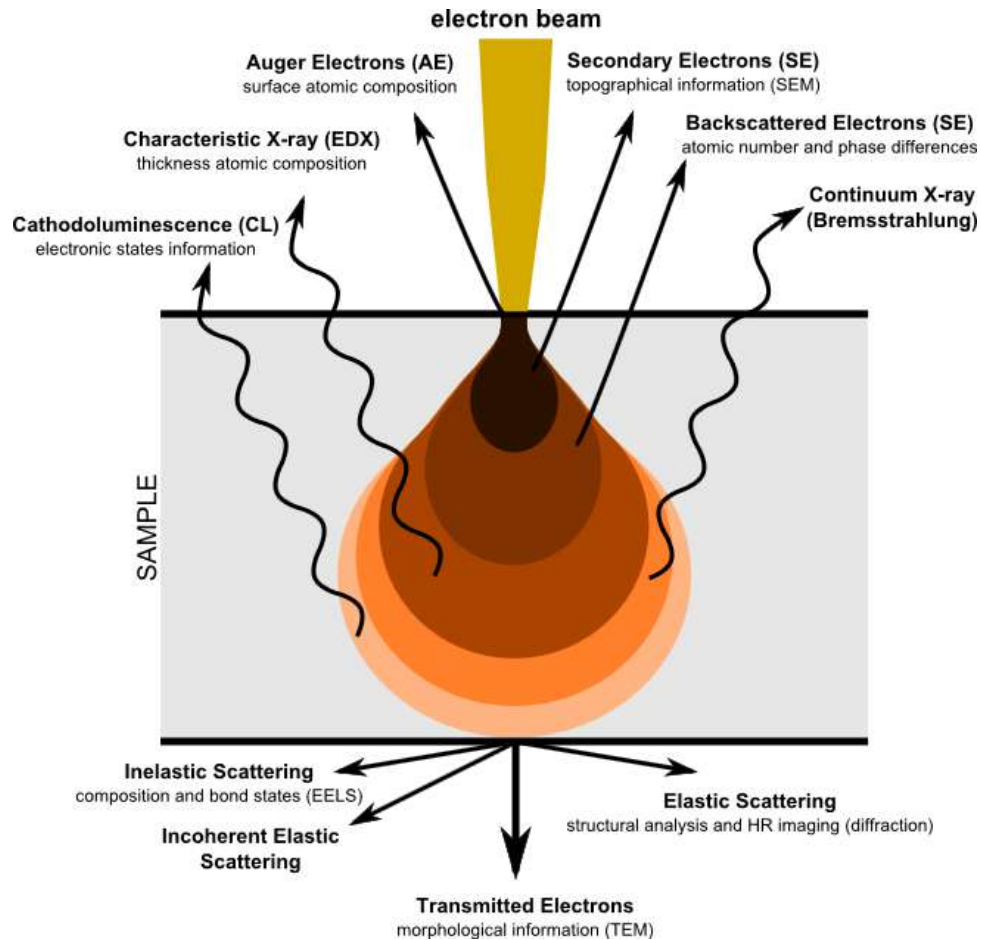 electron beam
Auger Electrons (AE)
surface atomic composition
Secondary Electrons (SE)
topographical information (SEM)
Characteristic X-ray (EDX)
thickness atomic composition
Backscattered Electrons (SE)
atomic number and phase differences
Cathodoluminescence (CL)
electronic states information
Continuum X-ray
(Bremsstrahlung)
SAMPLE
Inelastic Scattering
composition and bond states (EELS)
Incoherent Elastic
Scattering
Elastic Scattering
structural analysis and HR imaging (diffraction)
Transmitted Electrons
morphological information (TEM)